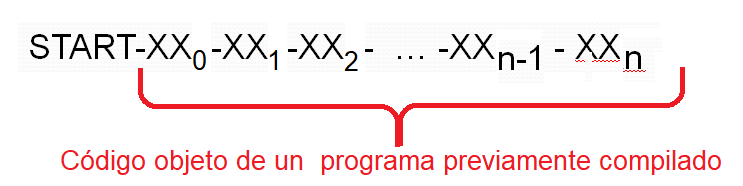 START-XX0 -XX1 -XX2 - ... -XXn-1 - XXn
Código objeto de un programa previamente compilado